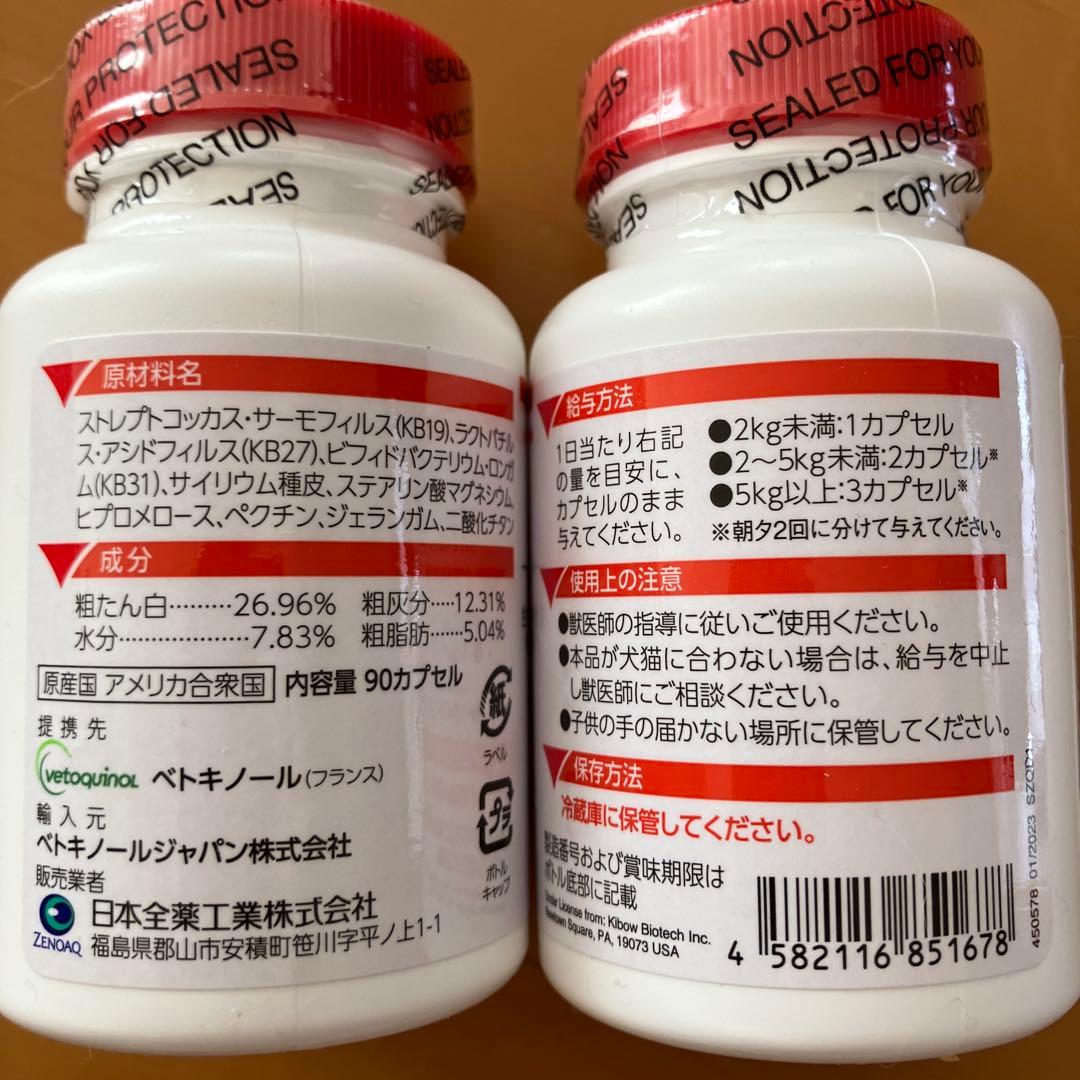 SEALED FOR YOUR PROTECTION
PROTECTION
SEALED
NOITION
SEALED FOR YOU
PROTECTION
FOR YOU
原材料名
ストレプトコッカス・サーモフィルス(KB19)、ラクトバチル
ス・アシドフィルス(KB27)、ビフィドバクテリウム・ロンガ
ム(KB31)、サイリウム種皮、ステアリン酸マグネシウム、
ヒプロメロース、ペクチン、ジェランガム、二酸化チタン
成分
粗たん白………26.96% 粗灰分……12.31%
水分…………………7.83% 粗脂肪……5.04%
原産国 アメリカ合衆国 内容量 90カプセル
提携先
vetoquinol ベトキノール(フランス)
輸入元
ベトキノールジャパン株式会社
販売業者
ZENOAQ 日本全薬工業株式会社
福島県郡山市安積町笹川字平ノ上1-1
紙
ラベル
プラ
ボトル
キャップ
給与方法
1日当たり右記
の量を目安に、
カプセルのまま
与えてください。
●2kg未満:1カプセル
●2〜5kg未満:2カプセル※
●5kg以上:3カプセル※
※朝夕2回に分けて与えてください。
使用上の注意
●獣医師の指導に従いご使用ください。
●本品が犬猫に合わない場合は、給与を中止
し獣医師にご相談ください。
●子供の手の届かない場所に保管してください。
保存方法
冷蔵庫に保管してください。
製造番号および賞味期限は
ボトル底部に記載
Under License from: Kibow Biotech Inc.
Newtown Square, PA, 19073 USA
4 582116 851678
450578 01/2023